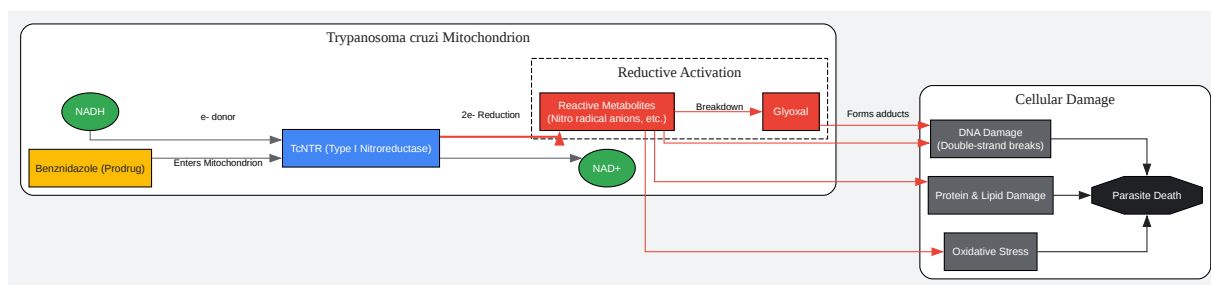 Trypanosoma cruzi Mitochondrion
Reductive Activation
NADH
e- donor
2e- Reduction
Reactive Metabolites
(Nitro radical anions, etc.)
Breakdown
Glyoxal
Forms adducts
Cellular Damage
DNA Damage
(Double-strand breaks)
TcNTR (Type I Nitroreductase)
Benznidazole (Prodrug)
Enters Mitochondrion
NAD+
Protein & Lipid Damage
Parasite Death
Oxidative Stress